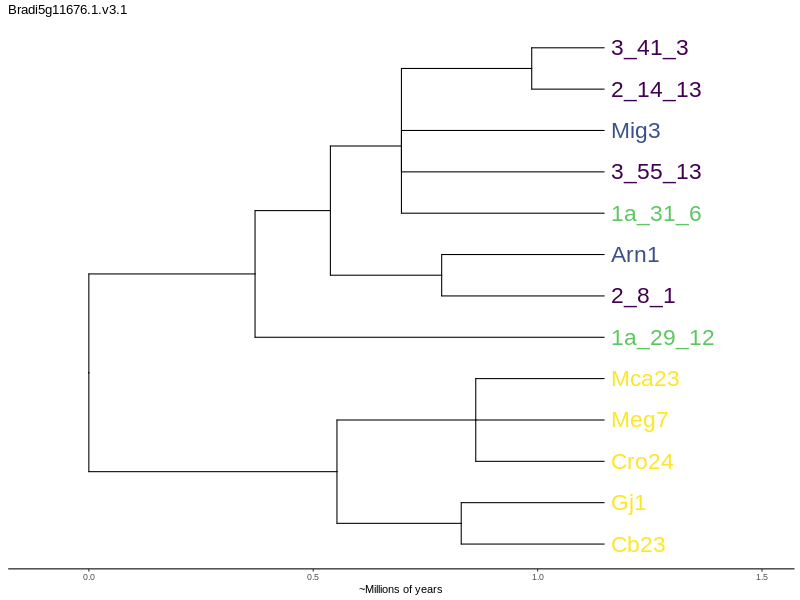 Bradi5g11676.1.v3.1
3_41_3
2_14_13
Mig3
3_55_13
1a_31_6
Arn1
2_8_1
1a_29_12
Mca23
Meg7
Cro24
Gj1
Cb23
0.0 0.5 1.0 1.5
~Millions of years